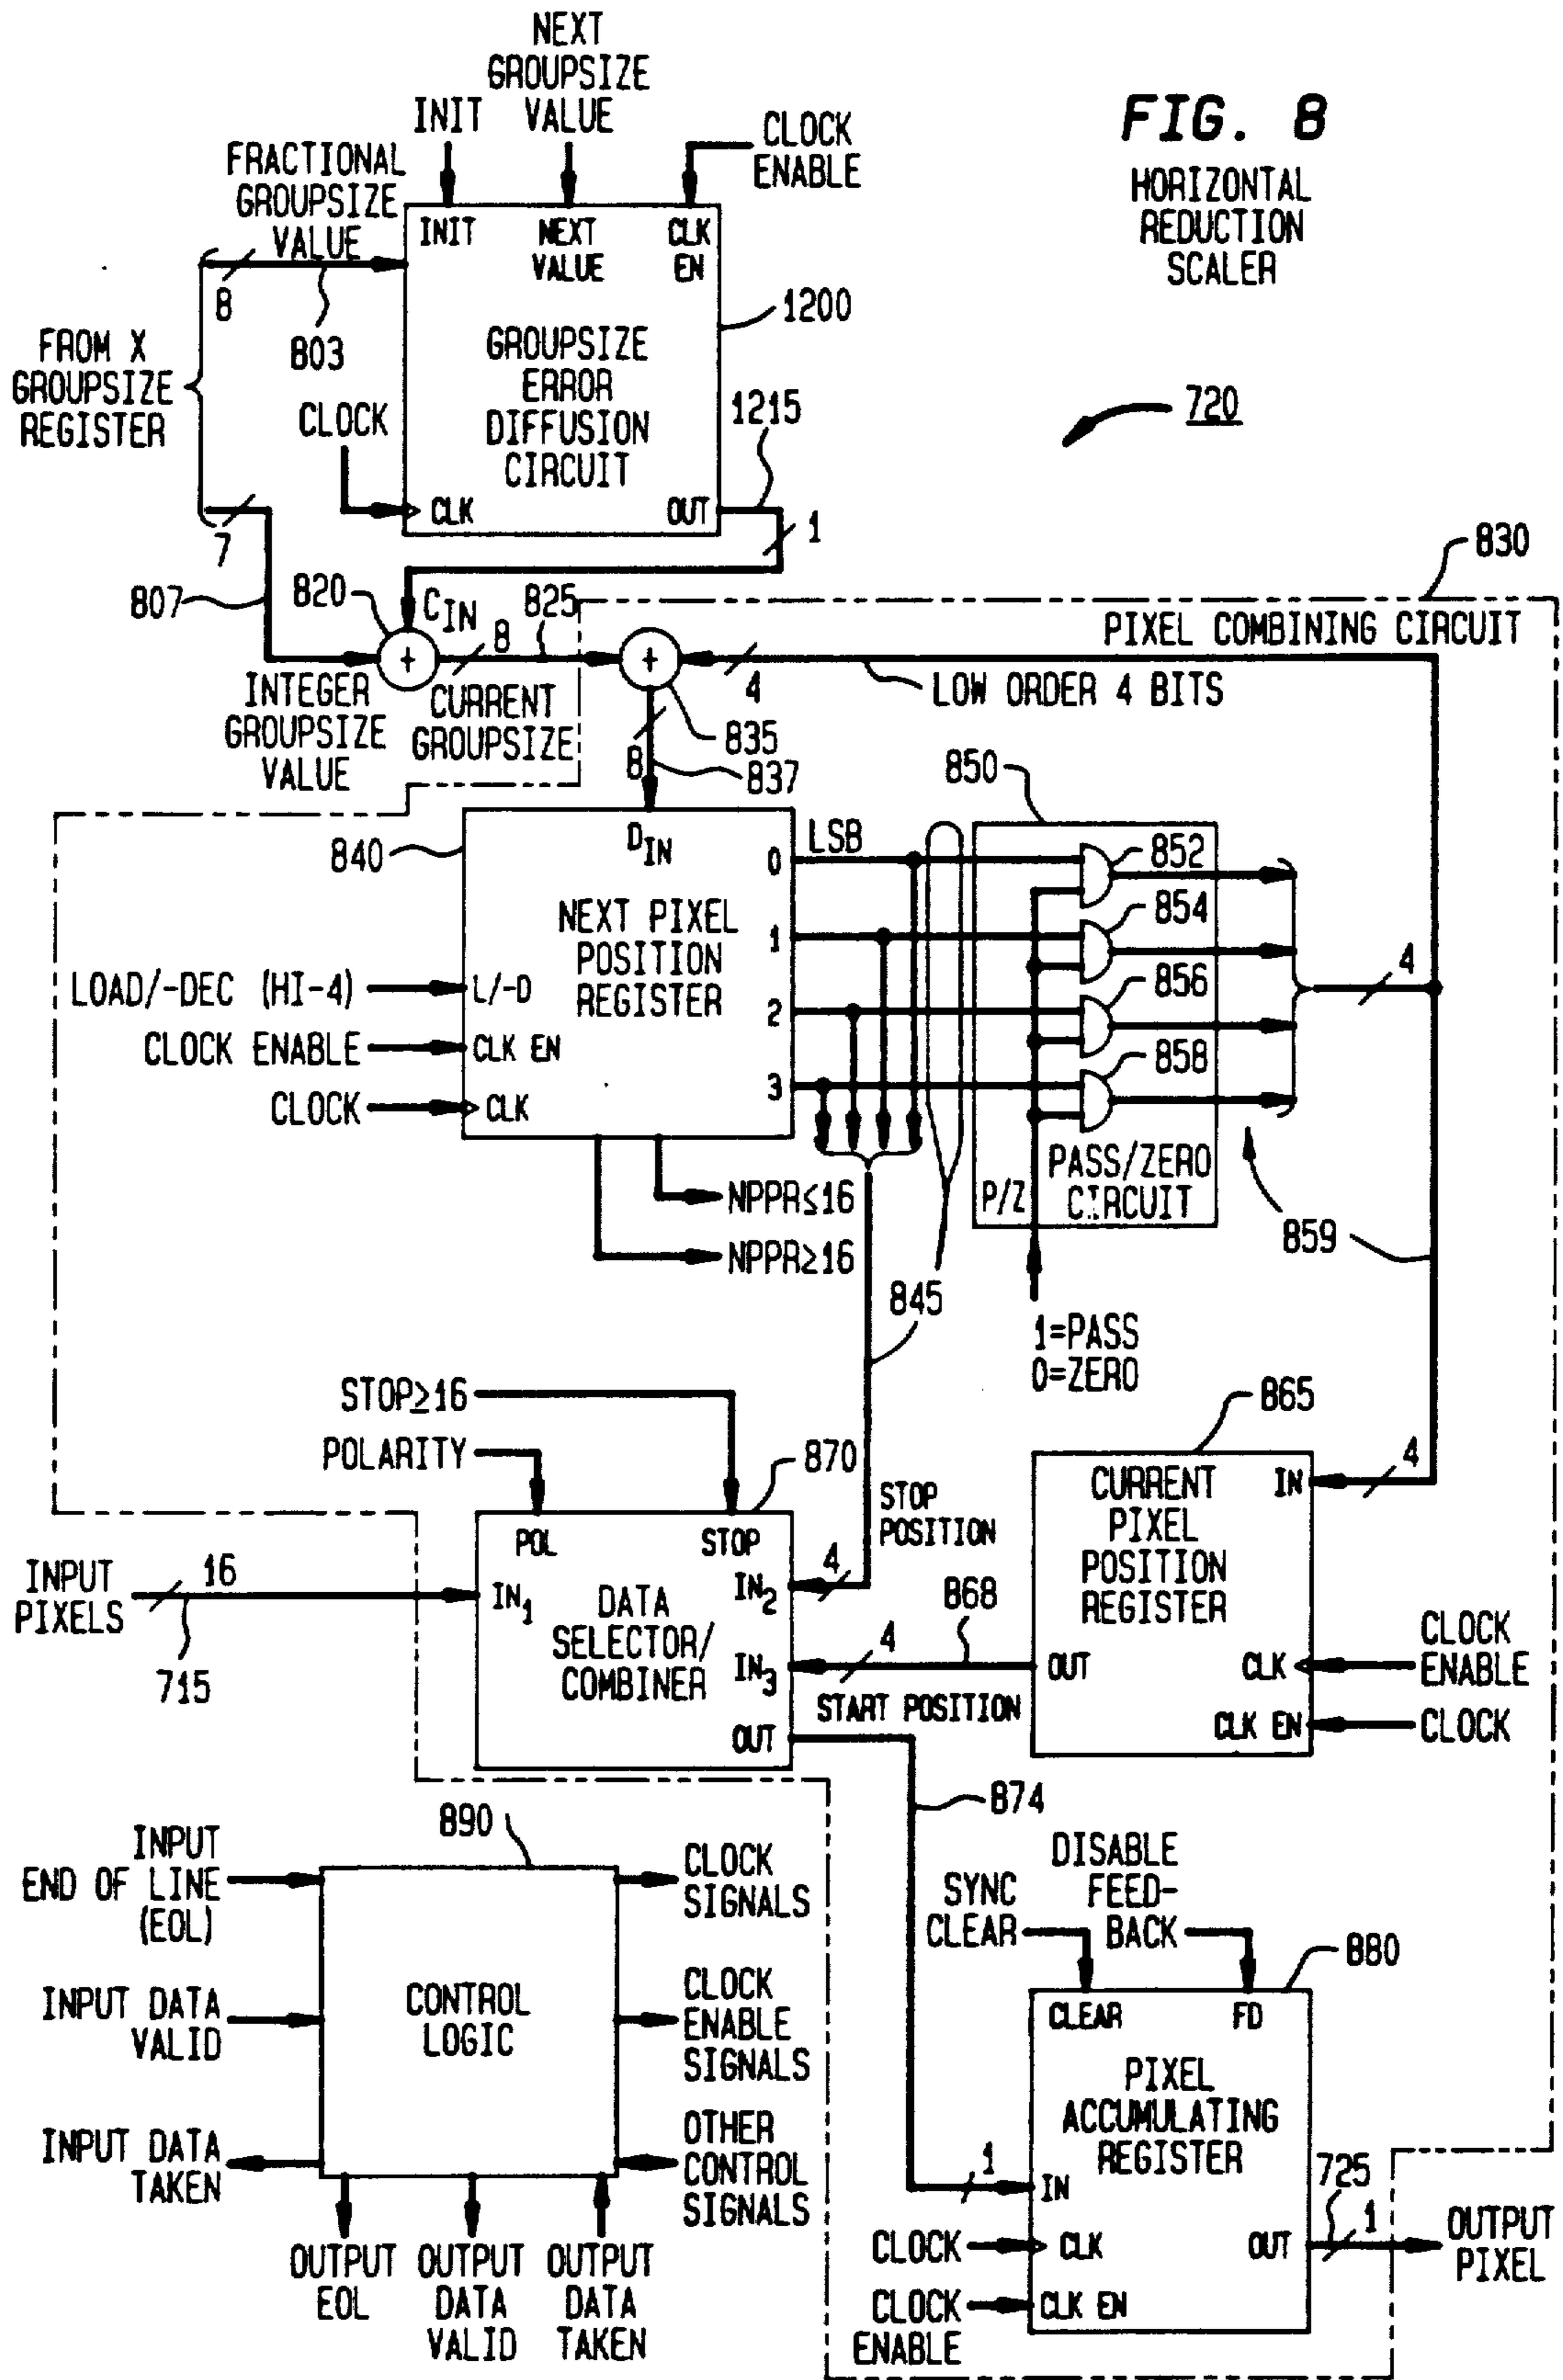 FIG. 8
HORIZONTAL
REDUCTION
SCALER
720
NEXT
GROUPSIZE
VALUE
INIT
CLOCK
ENABLE
FRACTIONAL
GROUPSIZE
VALUE
INIT
NEXT
VALUE
CLK
EN
8
803
1200
FROM X
GROUPSIZE
REGISTER
GROUPSIZE
ERROR
DIFFUSION
CIRCUIT
CLOCK
CLK
OUT
1215
1
7
807
820
CIN
+
8
825
INTEGER
GROUPSIZE
VALUE
CURRENT
GROUPSIZE
830
PIXEL COMBINING CIRCUIT
+
4
LOW ORDER 4 BITS
835
8
837
840
DIN
NEXT PIXEL
POSITION
REGISTER
0
1
2
3
LSB
LOAD/-DEC (HI-4)
L/-D
CLOCK ENABLE
CLK EN
CLOCK
CLK
NPPR≤16
NPPR≥16
850
852
854
856
858
P/Z
PASS/ZERO
CIRCUIT
4
859
845
1=PASS
0=ZERO
STOP≥16
POLARITY
870
STOP
POSITION
POL
STOP
INPUT
PIXELS
16
715
IN1
DATA
SELECTOR/
COMBINER
IN2
4
IN3
OUT
4
868
START POSITION
865
CURRENT
PIXEL
POSITION
REGISTER
IN
4
OUT
CLK
CLK EN
CLOCK
ENABLE
CLOCK
874
890
INPUT
END OF LINE
(EOL)
INPUT DATA
VALID
INPUT DATA
TAKEN
CONTROL
LOGIC
CLOCK
SIGNALS
CLOCK
ENABLE
SIGNALS
OTHER
CONTROL
SIGNALS
OUTPUT
EOL
OUTPUT
DATA
VALID
OUTPUT
DATA
TAKEN
SYNC
CLEAR
DISABLE
FEED-
BACK
880
CLEAR
FD
PIXEL
ACCUMULATING
REGISTER
1
IN
CLOCK
CLK
CLOCK
ENABLE
CLK EN
OUT
725
1
OUTPUT
PIXEL